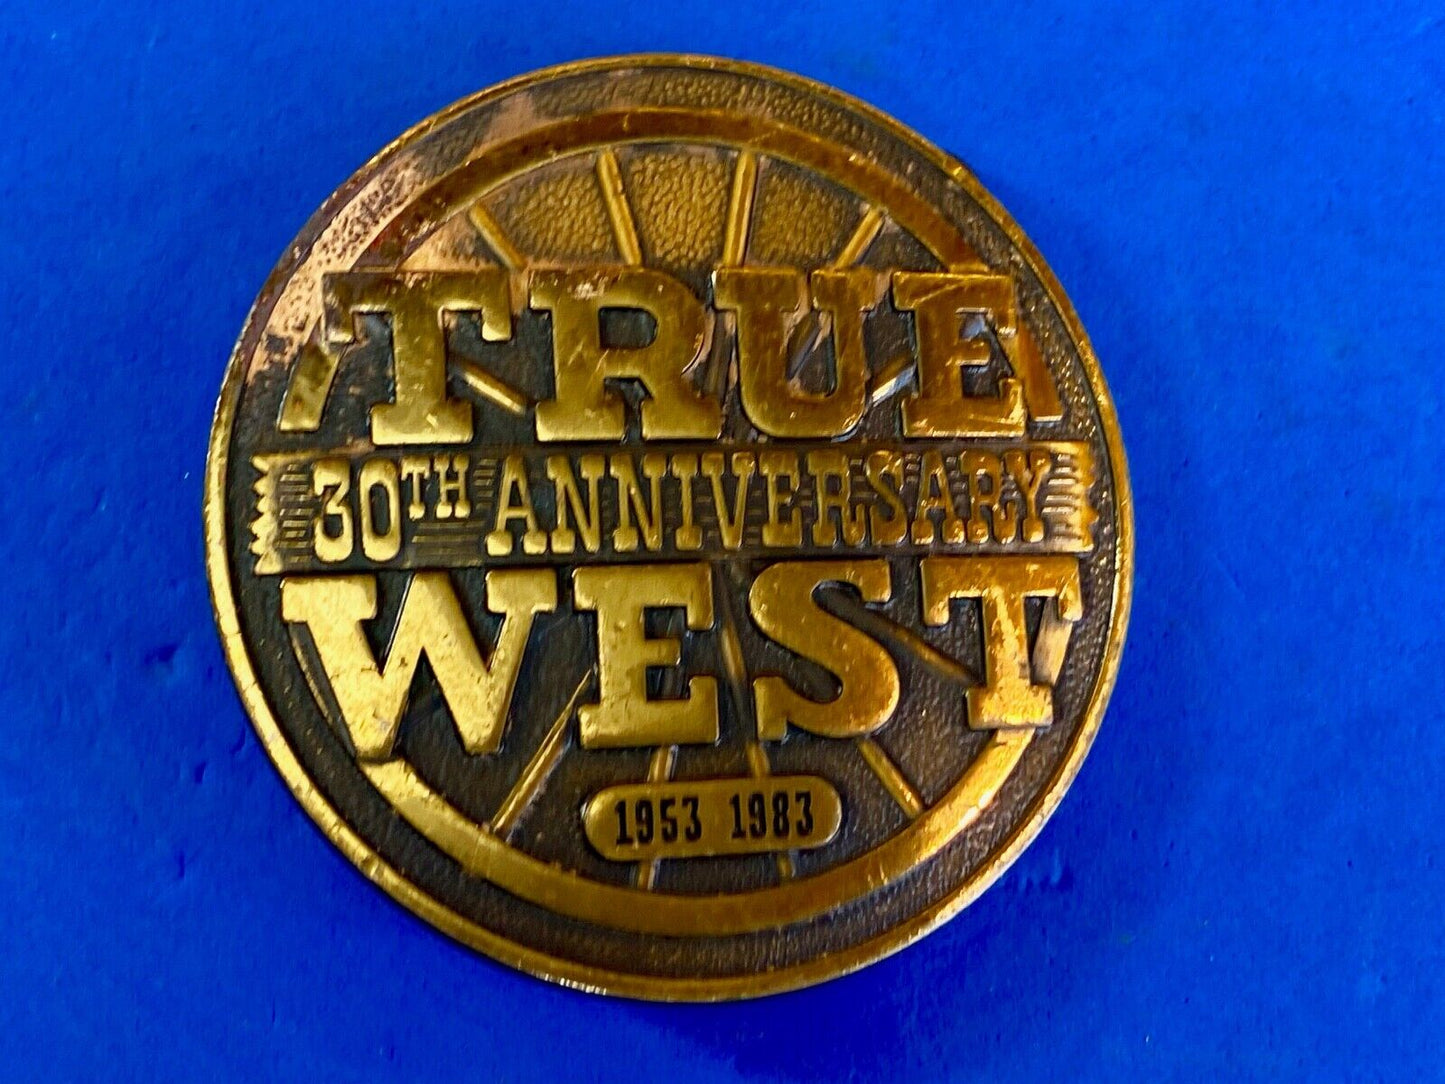 TRUE
30TH ANNIVERSARY
WEST
1953 1983